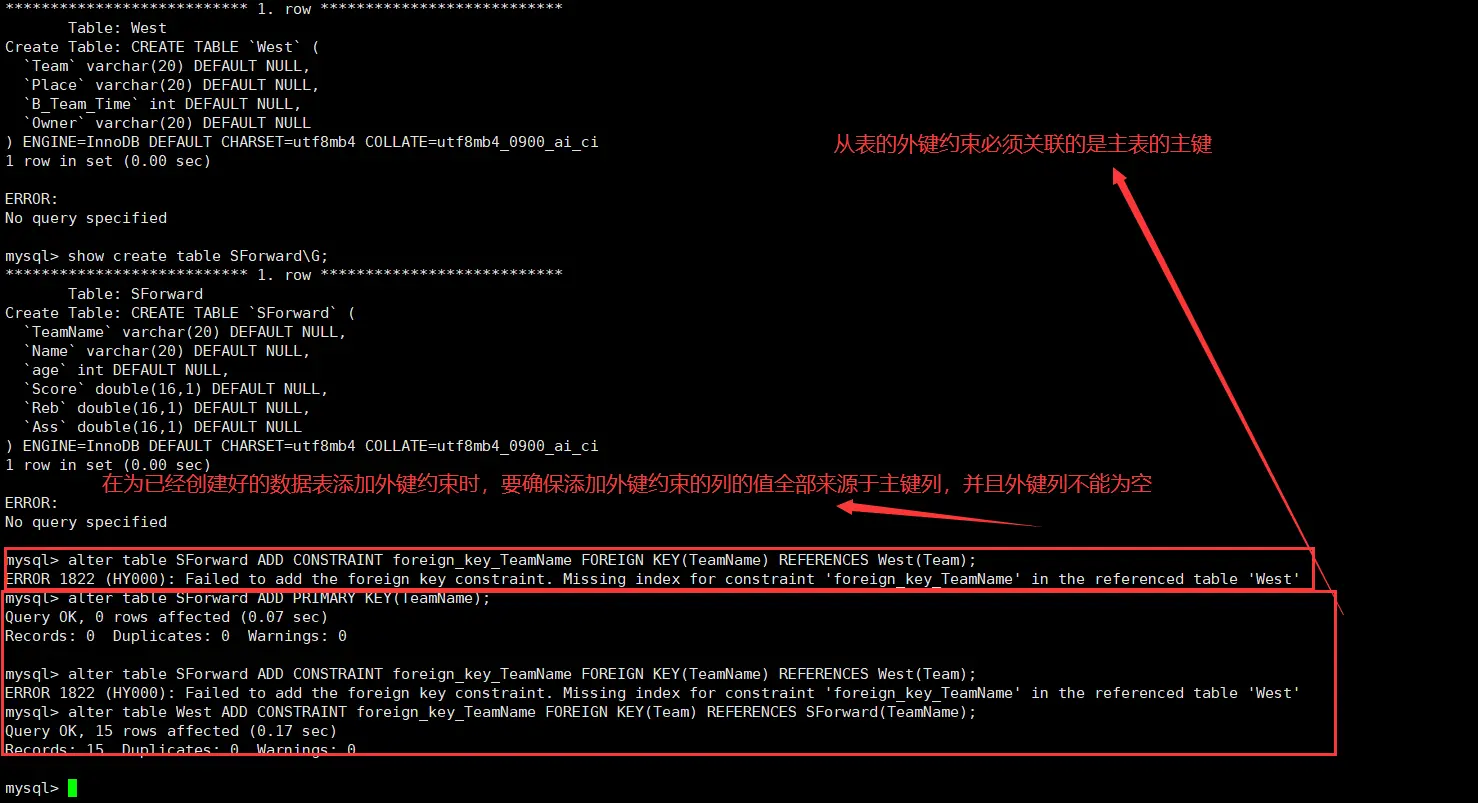 *************************** 1. row ***************************
       Table: West
Create Table: CREATE TABLE `West` (
  `Team` varchar(20) DEFAULT NULL,
  `Place` varchar(20) DEFAULT NULL,
  `B_Team_Time` int DEFAULT NULL,
  `Owner` varchar(20) DEFAULT NULL
) ENGINE=InnoDB DEFAULT CHARSET=utf8mb4 COLLATE=utf8mb4_0900_ai_ci
从表的外键约束必须关联的是主表的主键
1 row in set (0.00 sec)
ERROR:
No query specified
mysql> show create table SForward\G;
*************************** 1. row ***************************
       Table: SForward
Create Table: CREATE TABLE `SForward` (
  `TeamName` varchar(20) DEFAULT NULL,
  `Name` varchar(20) DEFAULT NULL,
  `age` int DEFAULT NULL,
  `Score` double(16,1) DEFAULT NULL,
  `Reb` double(16,1) DEFAULT NULL,
  `Ass` double(16,1) DEFAULT NULL
) ENGINE=InnoDB DEFAULT CHARSET=utf8mb4 COLLATE=utf8mb4_0900_ai_ci
1 row in set (0.00 sec)
在为已经创建好的数据表添加外键约束时，要确保添加外键约束的列的值全部来源于主键列，并且外键列不能为空
ERROR:
No query specified
mysql> alter table SForward ADD CONSTRAINT foreign_key_TeamName FOREIGN KEY(TeamName) REFERENCES West(Team);
ERROR 1822 (HY000): Failed to add the foreign key constraint. Missing index for constraint 'foreign_key_TeamName' in the referenced table 'West'
mysql> alter table SForward ADD PRIMARY KEY(TeamName);
Query OK, 0 rows affected (0.07 sec)
Records: 0  Duplicates: 0  Warnings: 0
mysql> alter table SForward ADD CONSTRAINT foreign_key_TeamName FOREIGN KEY(TeamName) REFERENCES West(Team);
ERROR 1822 (HY000): Failed to add the foreign key constraint. Missing index for constraint 'foreign_key_TeamName' in the referenced table 'West'
mysql> alter table West ADD CONSTRAINT foreign_key_TeamName FOREIGN KEY(Team) REFERENCES SForward(TeamName);
Query OK, 15 rows affected (0.17 sec)
Records: 15  Duplicates: 0  Warnings: 0
mysql>